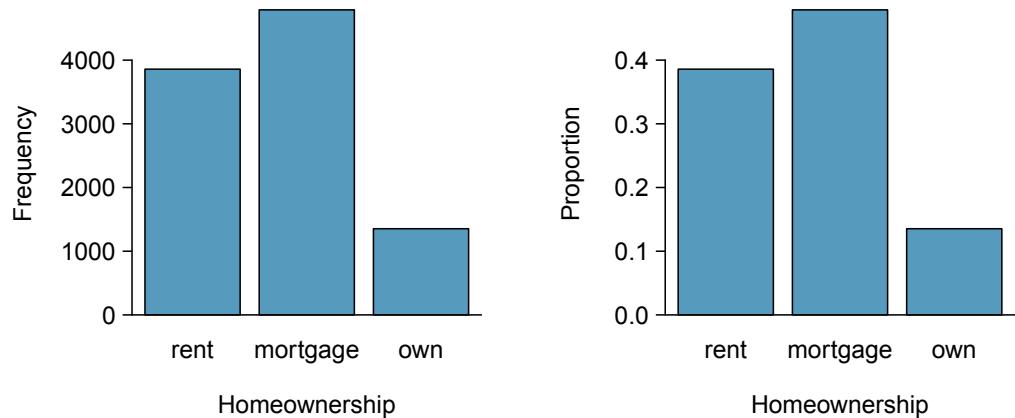 Frequency
4000
3000
2000
1000
0
rent mortgage own
Homeownership
Proportion
0.4
0.3
0.2
0.1
0.0
rent mortgage own
Homeownership